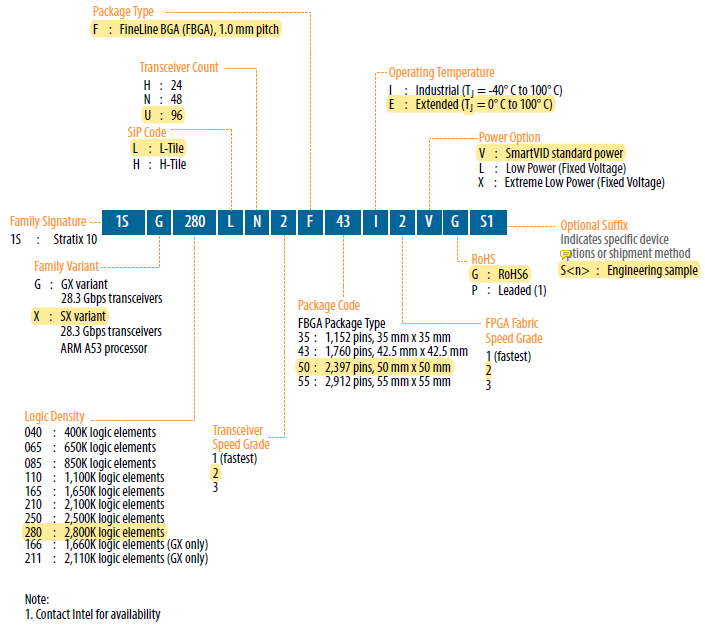 Package Type
F : FineLine BGA (FBGA), 1.0 mm pitch
Transceiver Count
H : 24
N : 48
U : 96
SiP Code
L : L-Tile
H : H-Tile
Operating Temperature
I : Industrial (TJ = -40° C to 100° C)
E : Extended (TJ = 0° C to 100° C)
Power Option
V : SmartVID standard power
L : Low Power (Fixed Voltage)
X : Extreme Low Power (Fixed Voltage)
Family Signature
1S : Stratix 10
1S G 280 L N 2 F 43 I 2 V G S1
Optional Suffix
Indicates specific device
options or shipment method
S<n> : Engineering sample
Family Variant
G : GX variant
28.3 Gbps transceivers
X : SX variant
28.3 Gbps transceivers
ARM A53 processor
RoHS
G : RoHS6
P : Leaded (1)
Package Code
FBGA Package Type
35 : 1,152 pins, 35 mm x 35 mm
43 : 1,760 pins, 42.5 mm x 42.5 mm
50 : 2,397 pins, 50 mm x 50 mm
55 : 2,912 pins, 55 mm x 55 mm
FPGA Fabric
Speed Grade
1 (fastest)
2
3
Logic Density
040 : 400K logic elements
065 : 650K logic elements
085 : 850K logic elements
110 : 1,100K logic elements
165 : 1,650K logic elements
210 : 2,100K logic elements
250 : 2,500K logic elements
280 : 2,800K logic elements
166 : 1,660K logic elements (GX only)
211 : 2,110K logic elements (GX only)
Transceiver
Speed Grade
1 (fastest)
2
3
Note:
1. Contact Intel for availability